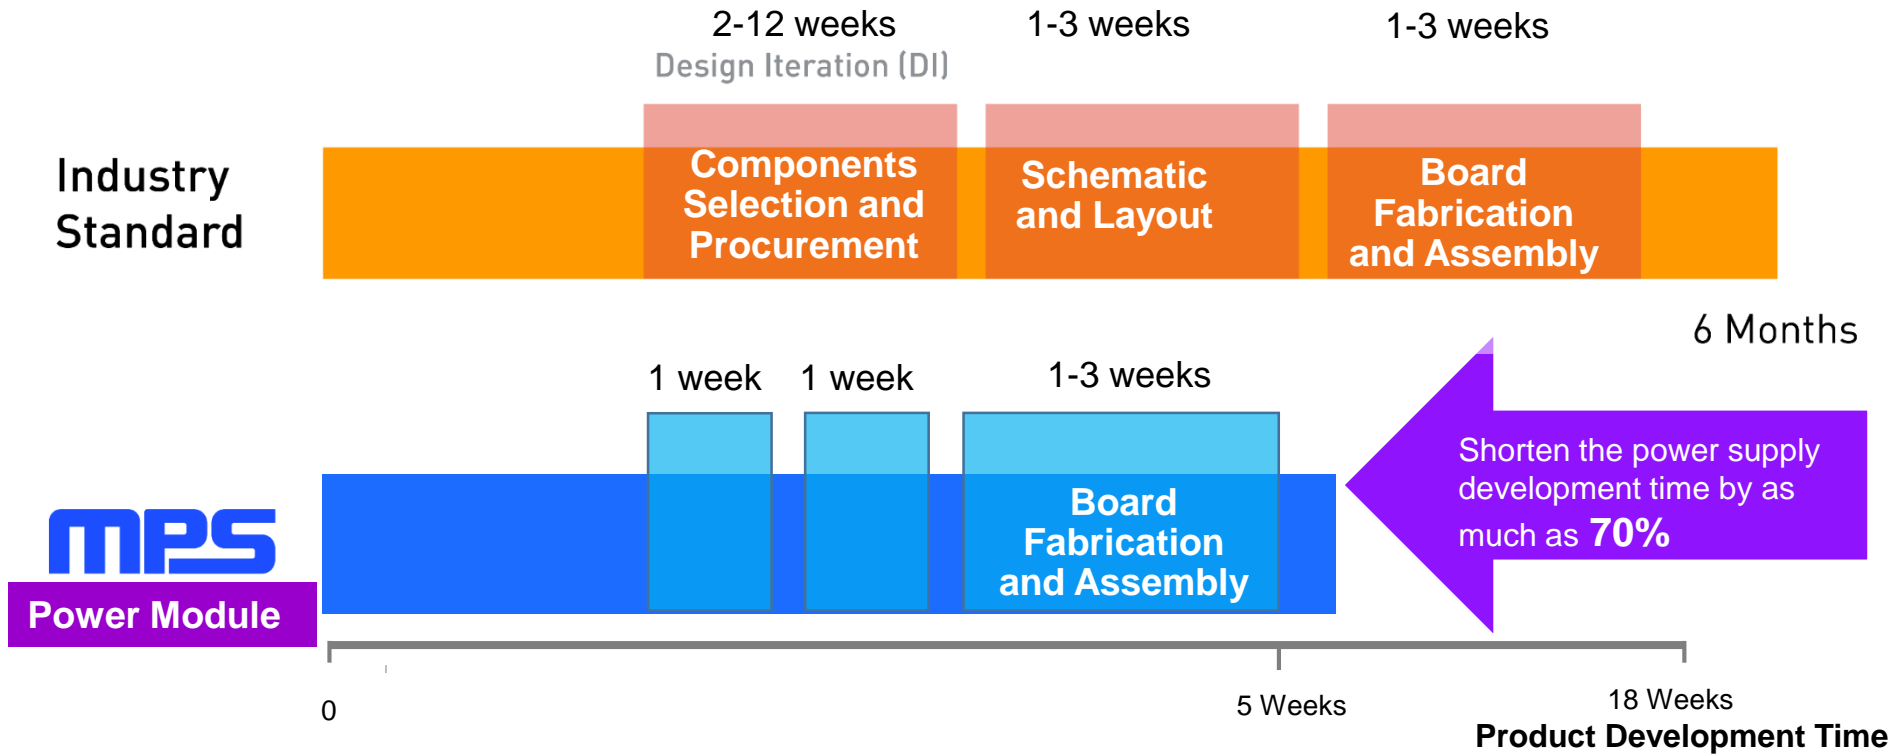 2-12 weeks
1-3 weeks
1-3 weeks
Design Iteration (DI)
Industry
Standard
Components
Selection and
Procurement
Schematic
and Layout
Board
Fabrication
and Assembly
6 Months
1 week
1 week
1-3 weeks
Shorten the power supply
development time by as
much as 70%
mps
Power Module
Board
Fabrication
and Assembly
0
5 Weeks
18 Weeks
Product Development Time